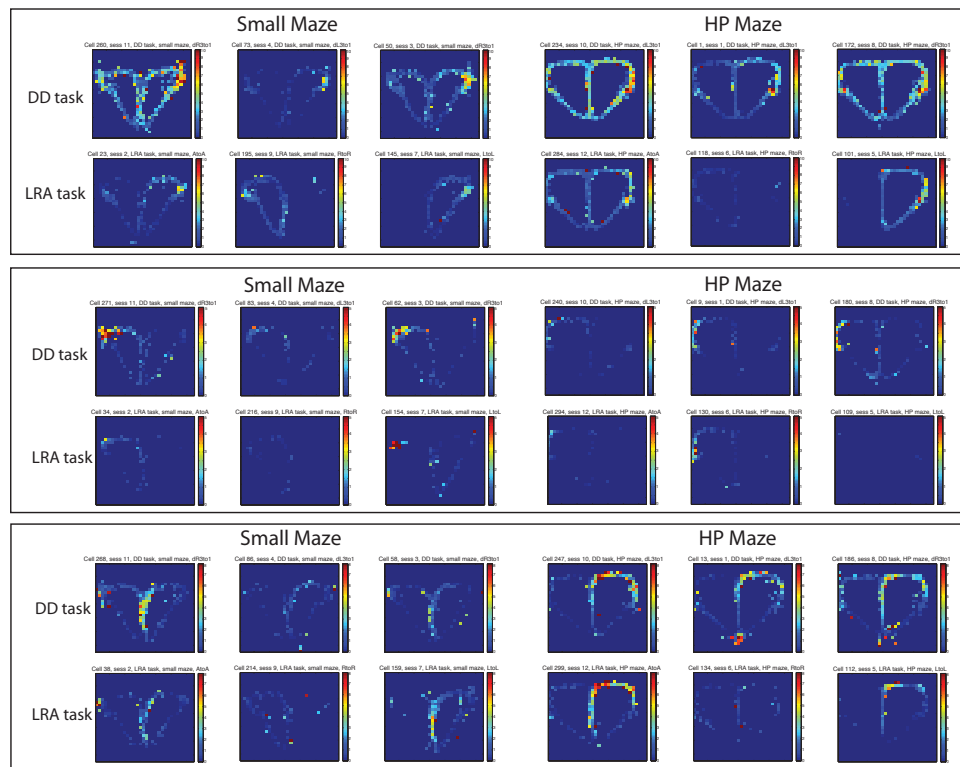 Small Maze HP Maze
Cell 260, sess 11, DD task, small maze, dR3to1 Cell 73, sess 4, DD task, small maze, dL3to1 Cell 50, sess 3, DD task, small maze, dR3to1 Cell 234, sess 10, DD task, HP maze, dL3to1 Cell 1, sess 1, DD task, HP maze, dL3to1 Cell 172, sess 8, DD task, HP maze, dR3to1
DD task
Cell 23, sess 2, LRA task, small maze, AtoA Cell 195, sess 9, LRA task, small maze, RtoR Cell 145, sess 7, LRA task, small maze, LtoL Cell 284, sess 12, LRA task, HP maze, AtoA Cell 118, sess 6, LRA task, HP maze, RtoR Cell 101, sess 5, LRA task, HP maze, LtoL
LRA task
Small Maze HP Maze
Cell 271, sess 11, DD task, small maze, dR3to1 Cell 83, sess 4, DD task, small maze, dL3to1 Cell 62, sess 3, DD task, small maze, dR3to1 Cell 240, sess 10, DD task, HP maze, dL3to1 Cell 9, sess 1, DD task, HP maze, dL3to1 Cell 180, sess 8, DD task, HP maze, dR3to1
DD task
Cell 34, sess 2, LRA task, small maze, AtoA Cell 216, sess 9, LRA task, small maze, RtoR Cell 154, sess 7, LRA task, small maze, LtoL Cell 294, sess 12, LRA task, HP maze, AtoA Cell 130, sess 6, LRA task, HP maze, RtoR Cell 109, sess 5, LRA task, HP maze, LtoL
LRA task
Small Maze HP Maze
Cell 268, sess 11, DD task, small maze, dR3to1 Cell 86, sess 4, DD task, small maze, dL3to1 Cell 58, sess 3, DD task, small maze, dR3to1 Cell 247, sess 10, DD task, HP maze, dL3to1 Cell 13, sess 1, DD task, HP maze, dL3to1 Cell 166, sess 8, DD task, HP maze, dR3to1
DD task
Cell 38, sess 2, LRA task, small maze, AtoA Cell 214, sess 9, LRA task, small maze, RtoR Cell 159, sess 7, LRA task, small maze, LtoL Cell 299, sess 12, LRA task, HP maze, AtoA Cell 134, sess 6, LRA task, HP maze, RtoR Cell 112, sess 5, LRA task, HP maze, LtoL
LRA task